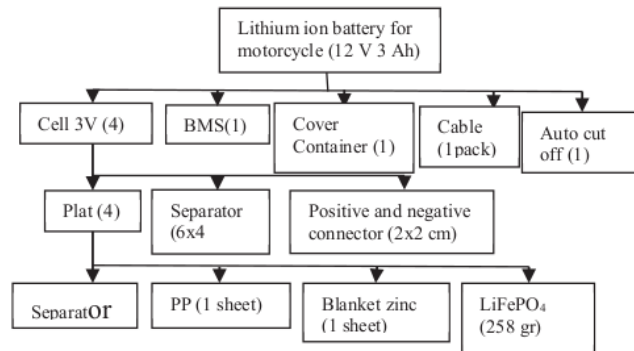 Lithium ion battery for
motorcycle (12 V 3 Ah)
Cell 3V (4)
BMS(1)
Cover
Container (1)
Cable
(1pack)
Auto cut
off (1)
Plat (4)
Separator
(6x4
Positive and negative
connector (2x2 cm)
Separator
PP (1 sheet)
Blanket zinc
(1 sheet)
LiFePO₄
(258 gr)